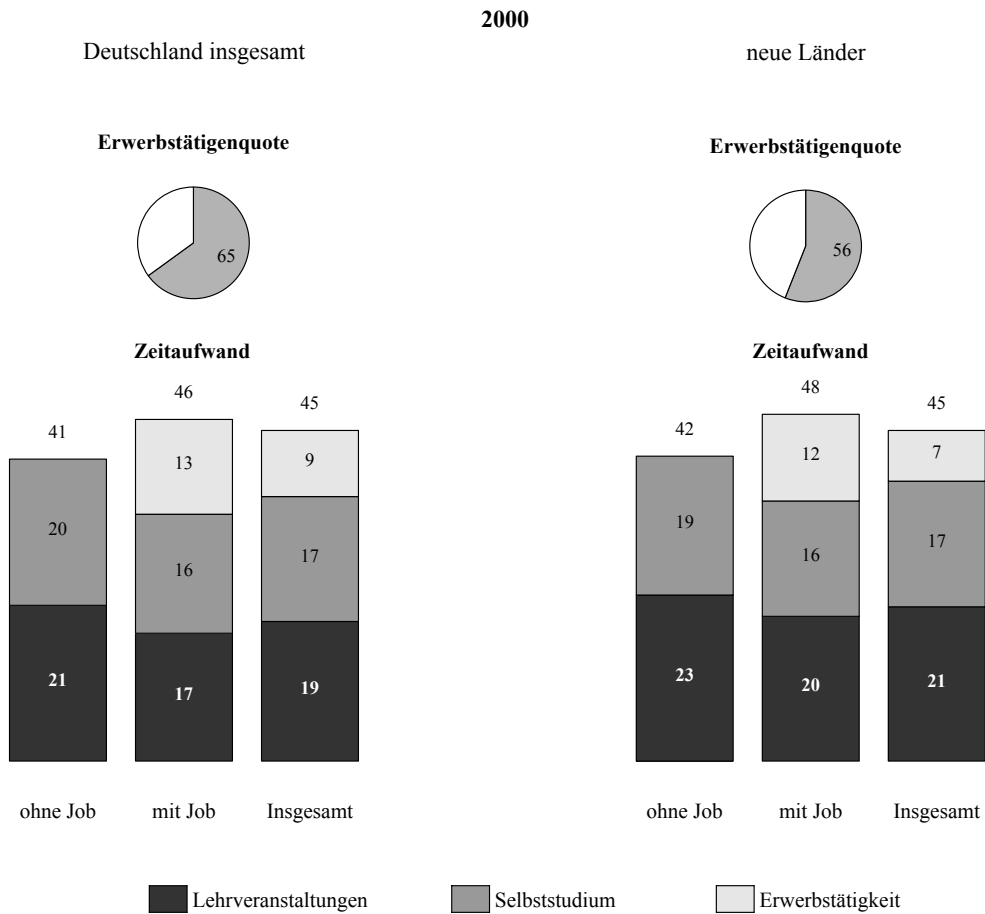 2000
Deutschland insgesamt
neue Länder
Erwerbstätigenquote
Erwerbstätigenquote
65
56
Zeitaufwand
Zeitaufwand
41
46
45
13
9
20
16
17
21
17
19
ohne Job
mit Job
Insgesamt
42
48
45
12
7
19
16
17
23
20
21
ohne Job
mit Job
Insgesamt
Lehrveranstaltungen
Selbststudium
Erwerbstätigkeit